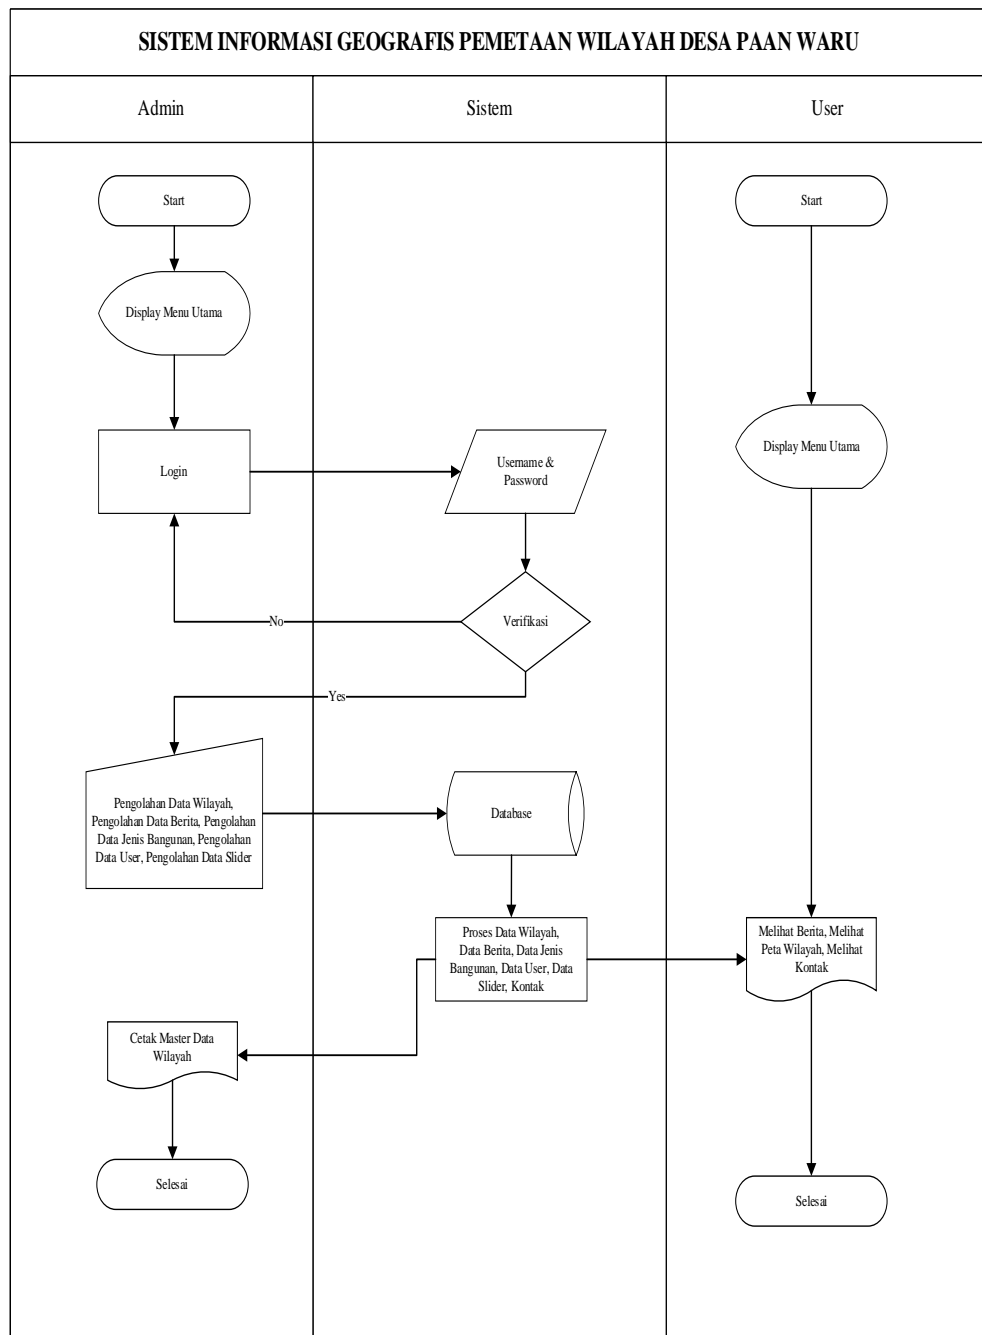 SISTEM INFORMASI GEOGRAFIS PEMETAAN WILAYAH DESA PAAN WARU
Admin
Sistem
User
Start
Start
Display Menu Utama
Display Menu Utama
Login
Username &
Password
Verifikasi
No
Yes
Pengolahan Data Wilayah,
Pengolahan Data Berita, Pengolahan
Data Jenis Bangunan, Pengolahan
Data User, Pengolahan Data Slider
Database
Proses Data Wilayah,
Data Berita, Data Jenis
Bangunan, Data User, Data
Slider, Kontak
Melihat Berita, Melihat
Peta Wilayah, Melihat
Kontak
Cetak Master Data
Wilayah
Selesai
Selesai